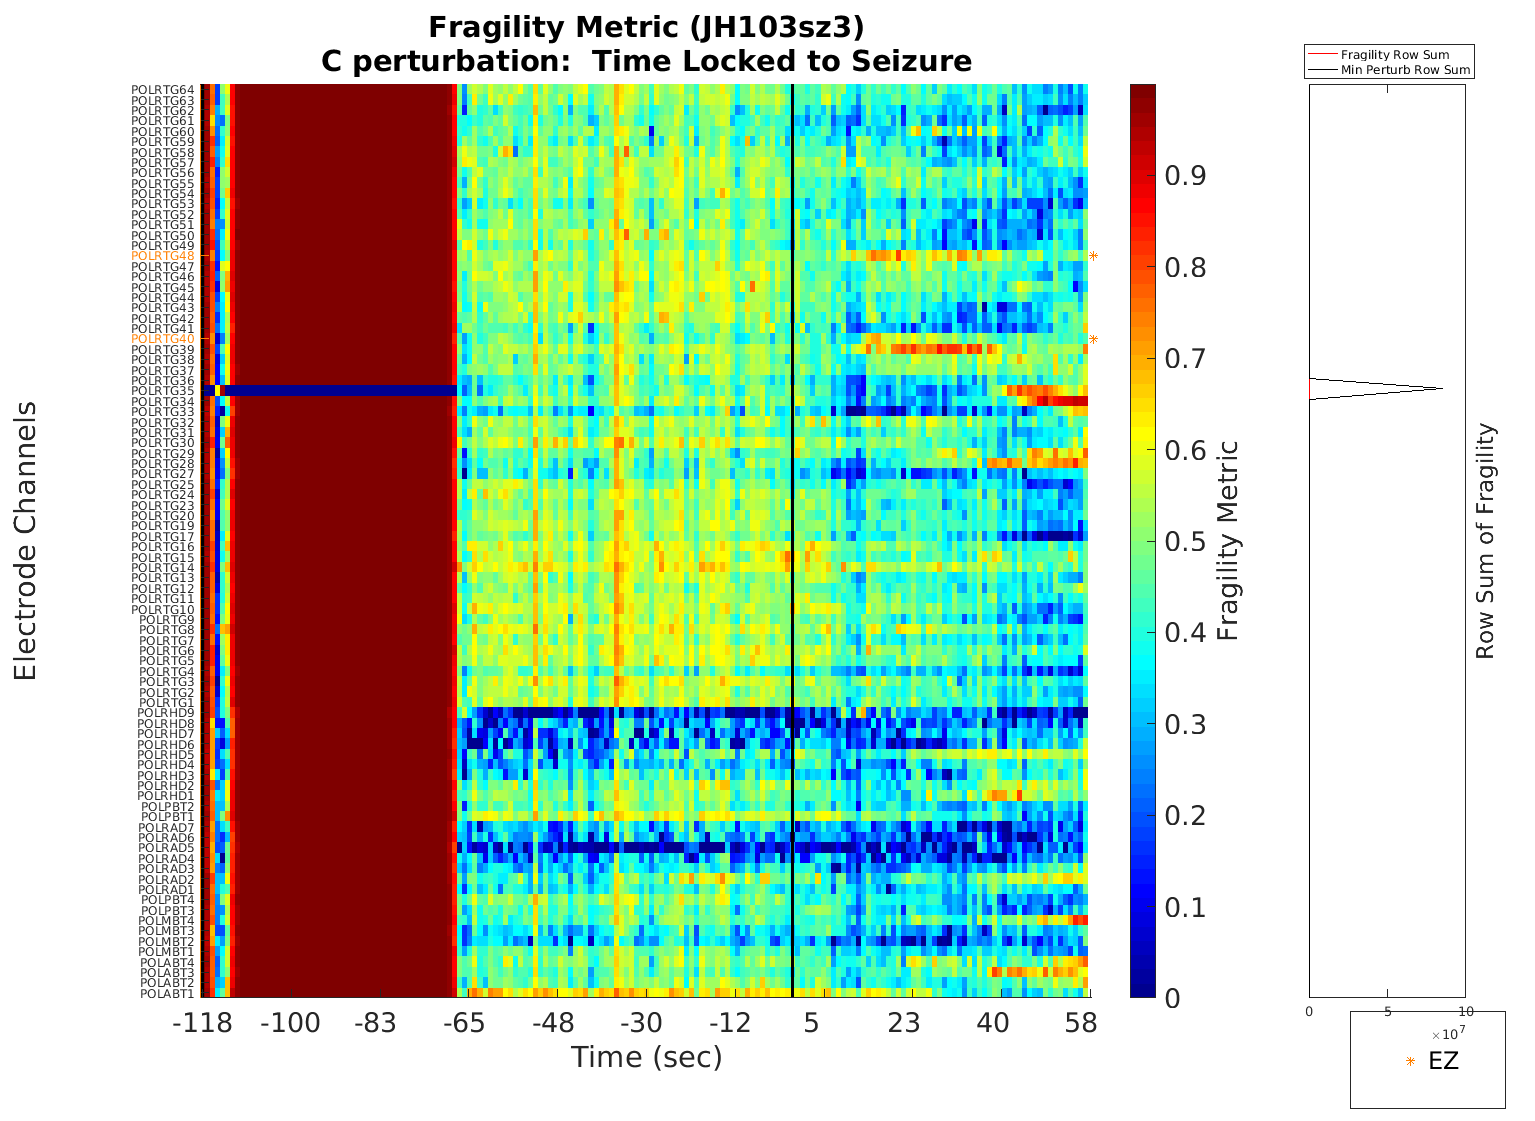 Fragility Metric (JH103sz3)
C perturbation:  Time Locked to Seizure
Fragility Row Sum
Min Perturb Row Sum
Electrode Channels
POLRTG64
POLRTG63
POLRTG62
POLRTG61
POLRTG60
POLRTG59
POLRTG58
POLRTG57
POLRTG56
POLRTG55
POLRTG54
POLRTG53
POLRTG52
POLRTG51
POLRTG50
POLRTG49
POLRTG48
POLRTG47
POLRTG46
POLRTG45
POLRTG44
POLRTG43
POLRTG42
POLRTG41
POLRTG40
POLRTG39
POLRTG38
POLRTG37
POLRTG36
POLRTG35
POLRTG34
POLRTG33
POLRTG32
POLRTG31
POLRTG30
POLRTG29
POLRTG28
POLRTG27
POLRTG25
POLRTG24
POLRTG23
POLRTG20
POLRTG19
POLRTG17
POLRTG16
POLRTG15
POLRTG14
POLRTG13
POLRTG12
POLRTG11
POLRTG10
POLRTG9
POLRTG8
POLRTG7
POLRTG6
POLRTG5
POLRTG4
POLRTG3
POLRTG2
POLRTG1
POLRHD9
POLRHD8
POLRHD7
POLRHD6
POLRHD5
POLRHD4
POLRHD3
POLRHD2
POLRHD1
POLPBT2
POLPBT1
POLRAD7
POLRAD6
POLRAD5
POLRAD4
POLRAD3
POLRAD2
POLRAD1
POLPBT4
POLPBT3
POLMBT4
POLMBT3
POLMBT2
POLMBT1
POLABT4
POLABT3
POLABT2
POLABT1
-118 -100 -83 -65 -48 -30 -12 5 23 40 58
Time (sec)
0.9
0.8
0.7
0.6
0.5
0.4
0.3
0.2
0.1
0
Fragility Metric
Row Sum of Fragility
0 5 10
×10^7
EZ